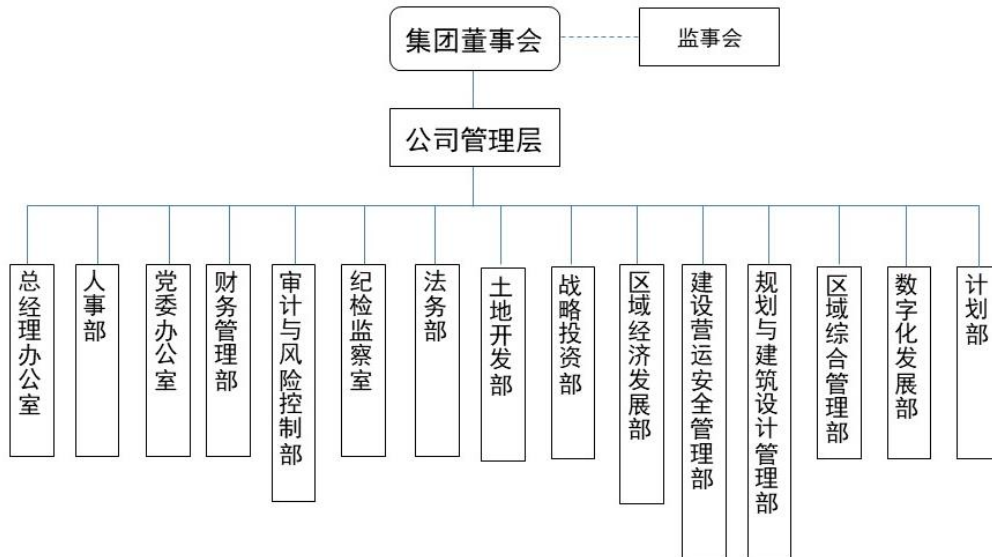 集团董事会
监事会
公司管理层
总经理办公室
人事部
党委办公室
财务管理部
审计与风险控制部
纪检监察室
法务部
土地开发部
战略投资部
区域经济发展部
建设营运安全管理部
规划与建筑设计管理部
区域综合管理部
数字化发展部
计划部